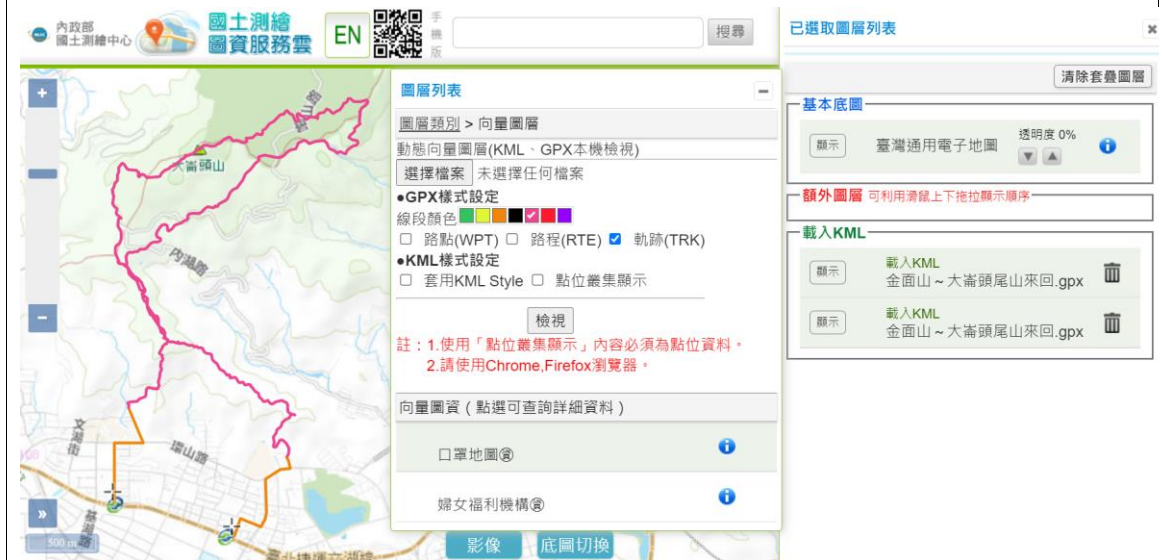 內政部
國土測繪中心
國土測繪
圖資服務雲
EN
手機版
搜尋
圖層列表
圖層類別 > 向量圖層
動態向量圖層(KML、GPX本機檢視)
選擇檔案 未選擇任何檔案
●GPX樣式設定
線段顏色
路點(WPT) 路程(RTE) 軌跡(TRK)
●KML樣式設定
套用KML Style 點位叢集顯示
檢視
註：1.使用「點位叢集顯示」內容必須為點位資料。
2.請使用Chrome,Firefox瀏覽器。
向量圖資（點選可查詢詳細資料）
口罩地圖
婦女福利機構
已選取圖層列表
清除套疊圖層
基本底圖
顯示 臺灣通用電子地圖 透明度 0%
額外圖層 可利用滑鼠上下拖拉顯示順序
載入KML
顯示 載入KML
金面山~大崙頭尾山來回.gpx
顯示 載入KML
金面山~大崙頭尾山來回.gpx
大崙頭山
內湖路
文湖街
環山路
基湖路
500 m
臺北捷運文湖線
影像
底圖切換